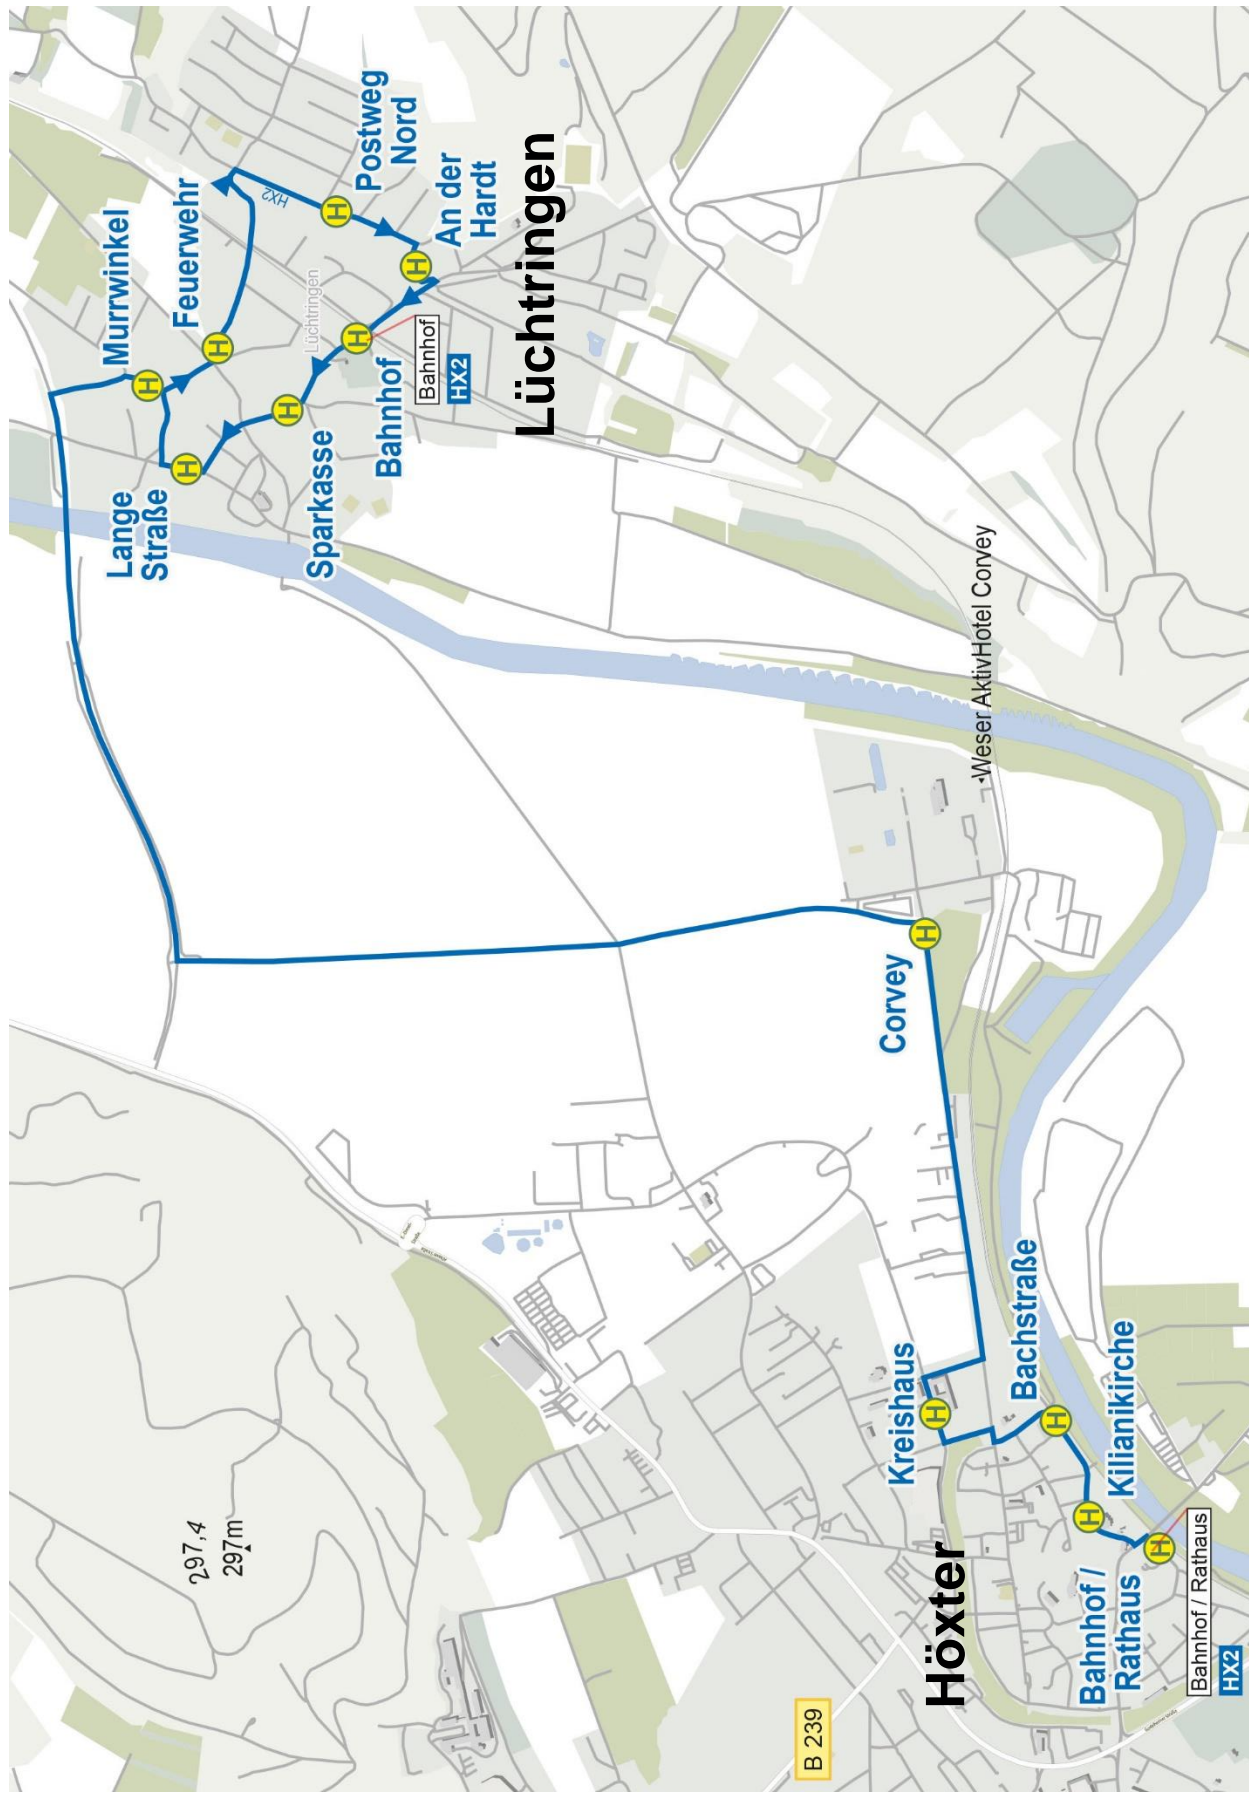 Murrwinkel
Lange
Straße
Feuerwehr
297,4
297m
HX2
Lüchtringen
Sparkasse
Postweg
Nord
Bahnhof
Bahnhof
HX2
An der
Hardt
Lüchtringen
B 239
Corvey
Kreishaus
Höxter
Weser AktivHotel Corvey
Bachstraße
Kilianikirche
Bahnhof /
Rathaus
Bahnhof / Rathaus
HX2
H
H
H
H
H
H
H
H
H
H
H
H
H